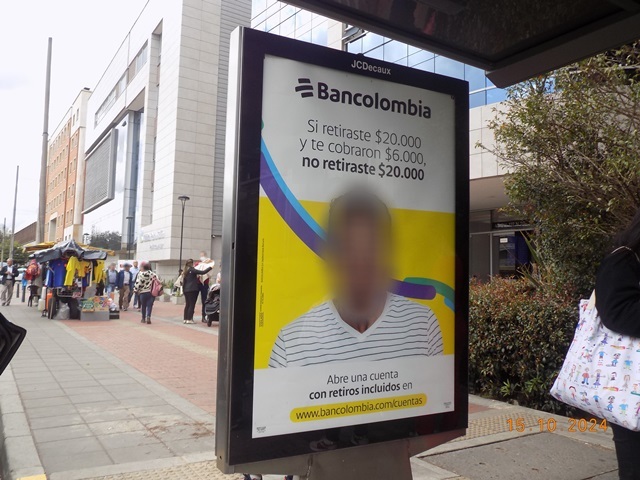 JCDecaux
Bancolombia
Si retiraste $20.000
y te cobraron $6.000,
no retiraste $20.000
Abre una cuenta
con retiros incluidos en
www.bancolombia.com/cuentas
15.10.2024